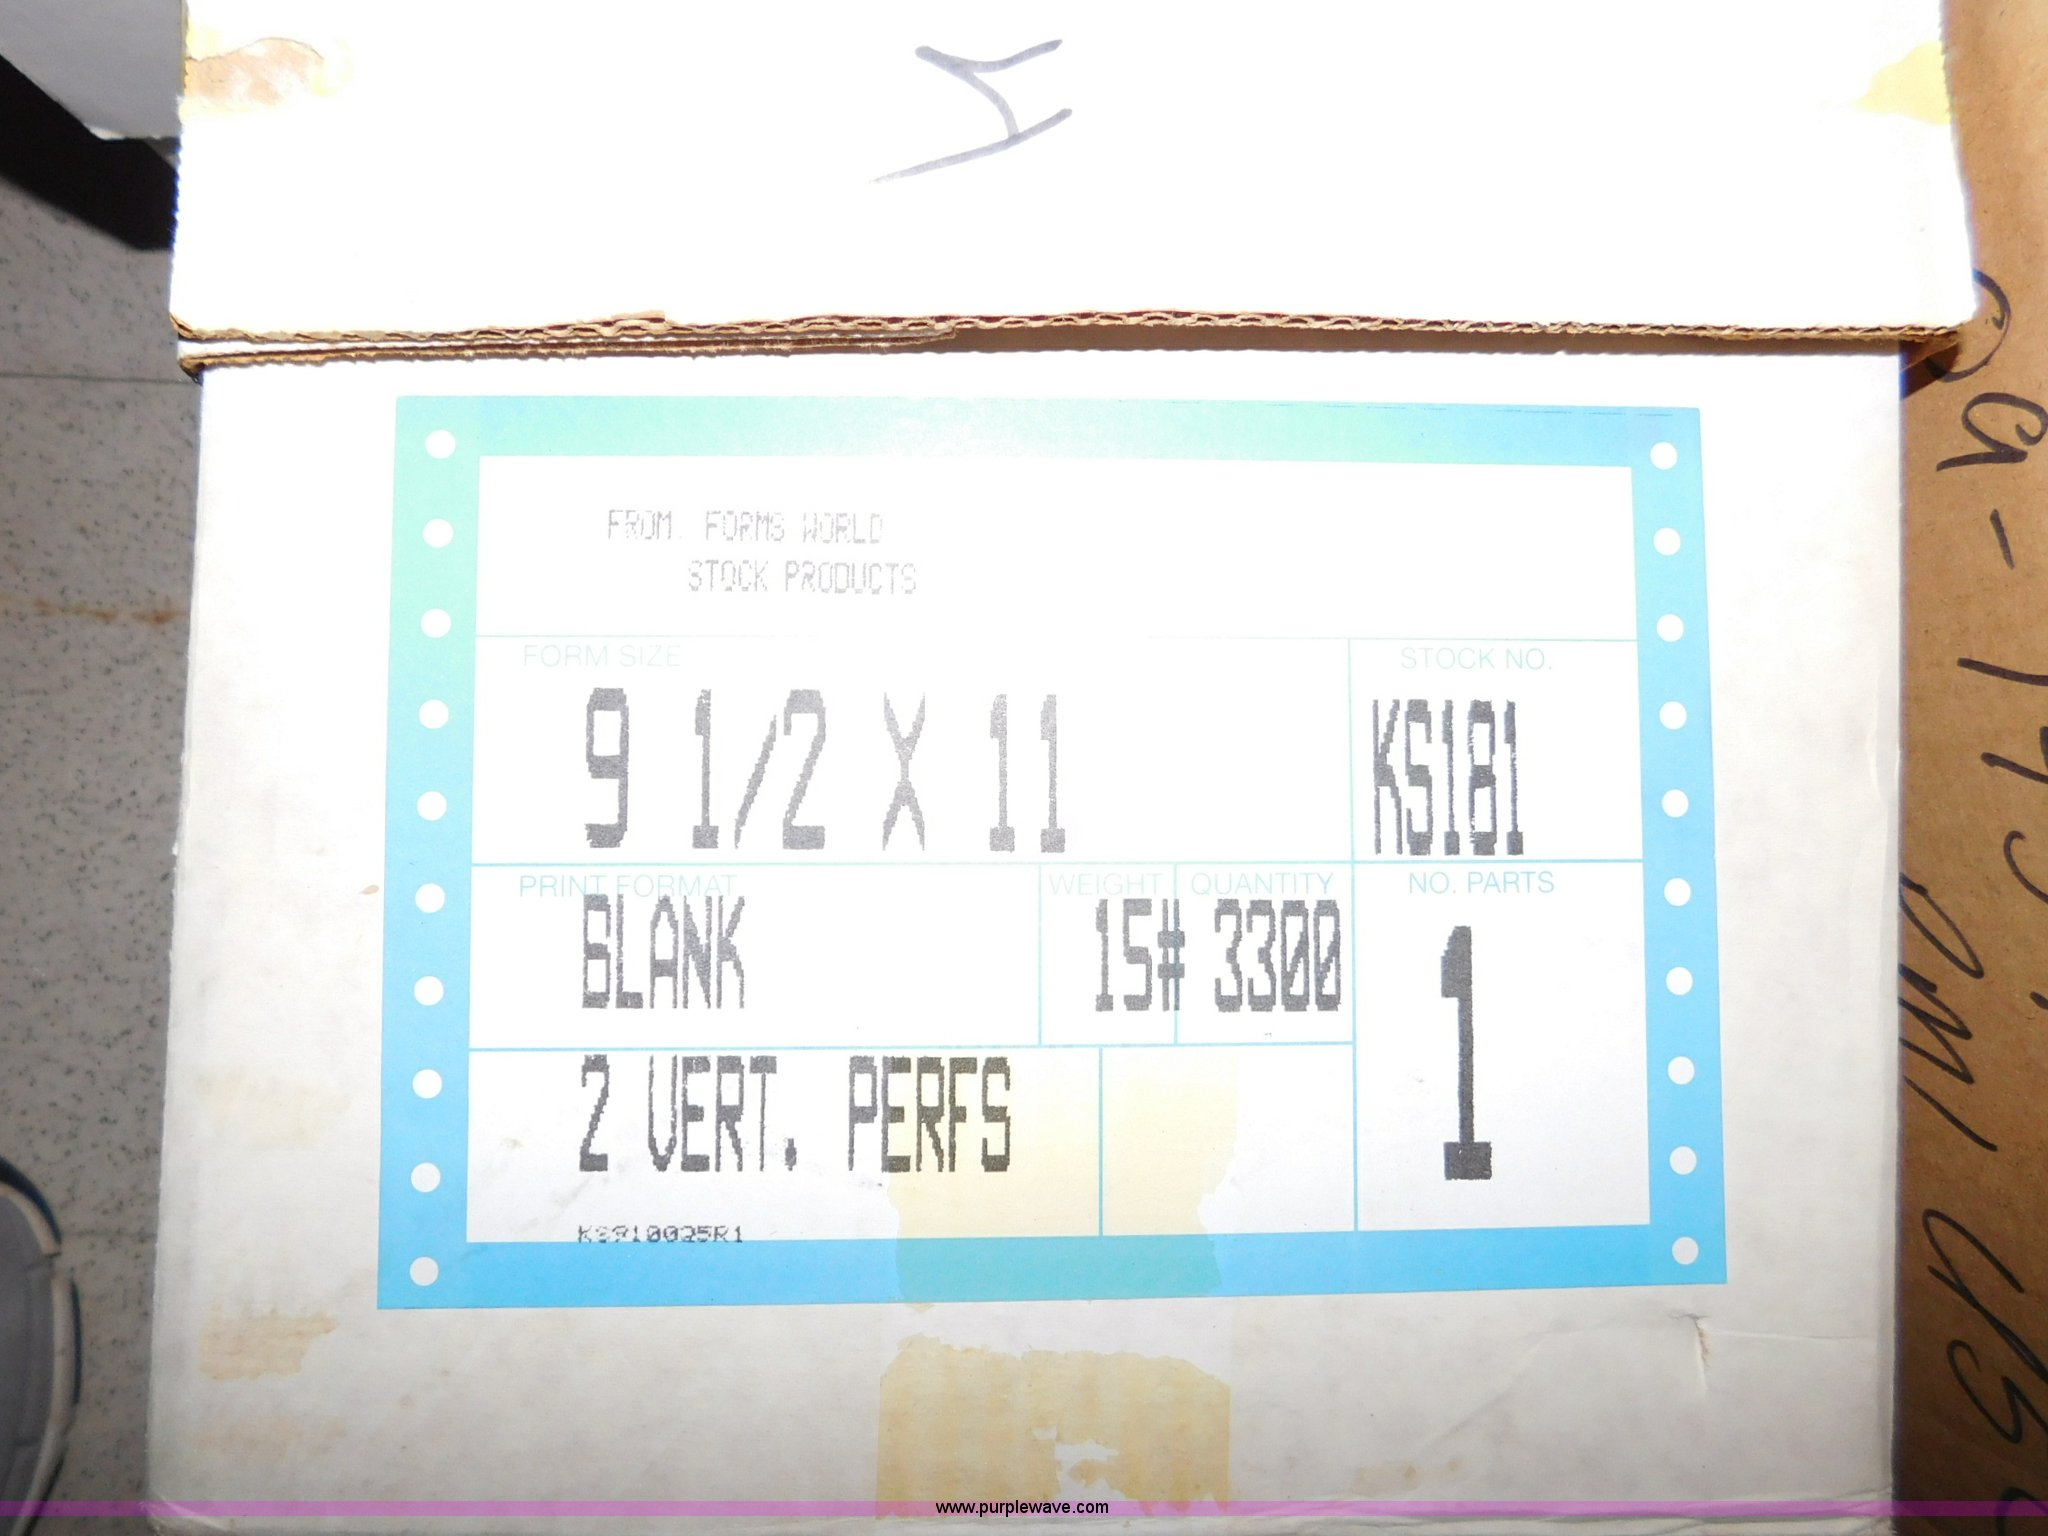 FROM. FORMS WORLD
STOCK PRODUCTS
FORM SIZE
9 1/2 X 11
STOCK NO.
KS181
PRINT FORMAT
BLANK
WEIGHT
15#
QUANTITY
3300
NO. PARTS
1
2 VERT. PERFS
www.purplewave.com